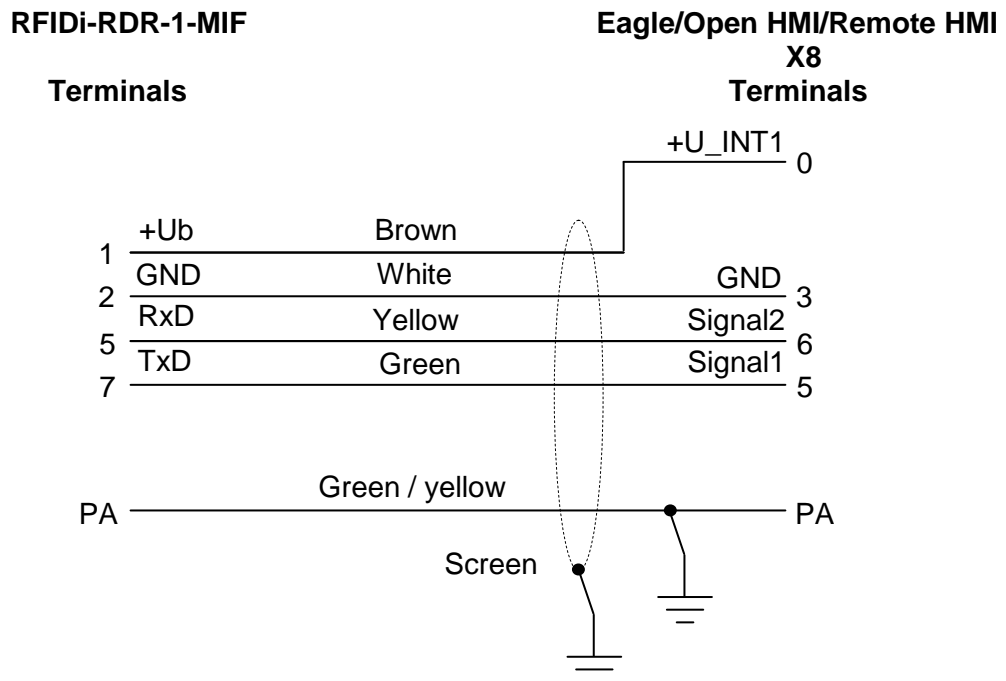 RFIDi-RDR-1-MIF
Eagle/Open HMI/Remote HMI
X8
Terminals
Terminals
+U_INT1
0
+Ub
Brown
1
GND
White
GND
2
3
RxD
Yellow
Signal2
5
6
TxD
Green
Signal1
7
5
Green / yellow
PA
PA
Screen